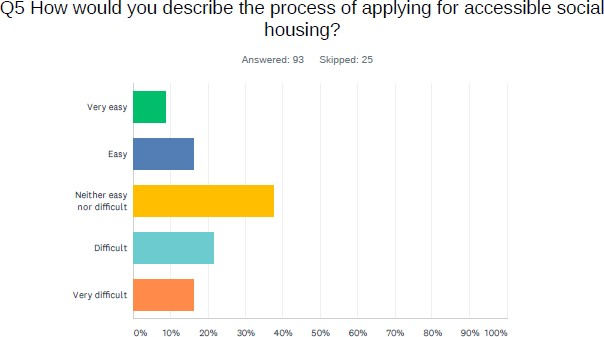 Q5 How would you describe the process of applying for accessible social
housing?
Answered: 93 Skipped: 25
Very easy
Easy
Neither easy
nor difficult
Difficult
Very difficult
0% 10% 20% 30% 40% 50% 60% 70% 80% 90% 100%